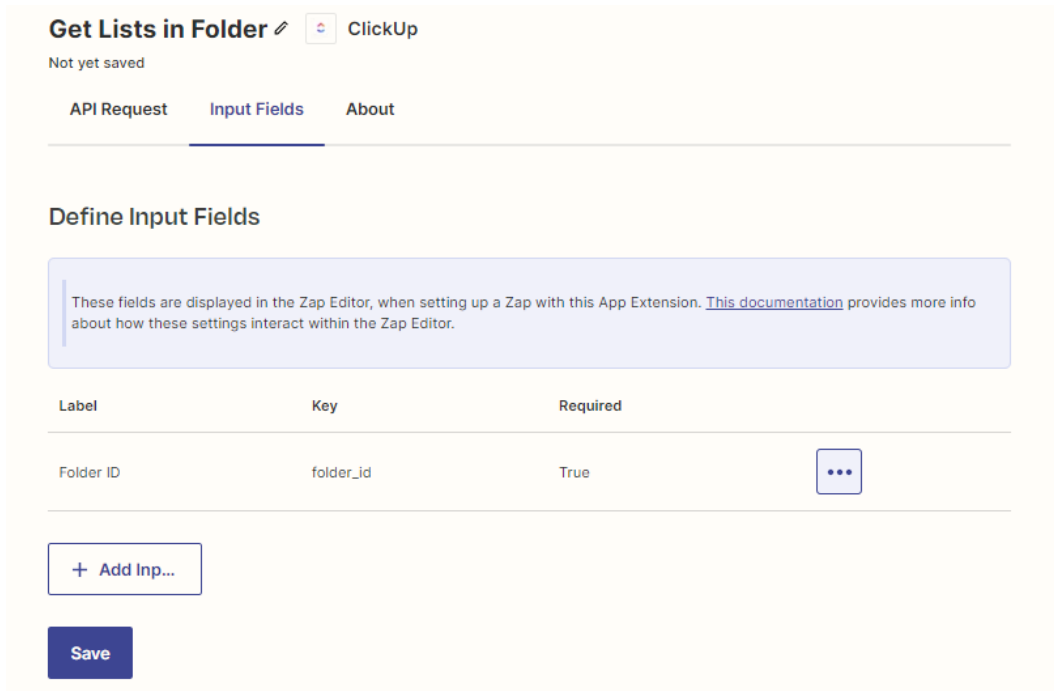 Get Lists in Folder ClickUp
Not yet saved
API Request Input Fields About
Define Input Fields
These fields are displayed in the Zap Editor, when setting up a Zap with this App Extension. This documentation provides more info
about how these settings interact within the Zap Editor.
Label Key Required
Folder ID folder_id True
+ Add Inp...
Save